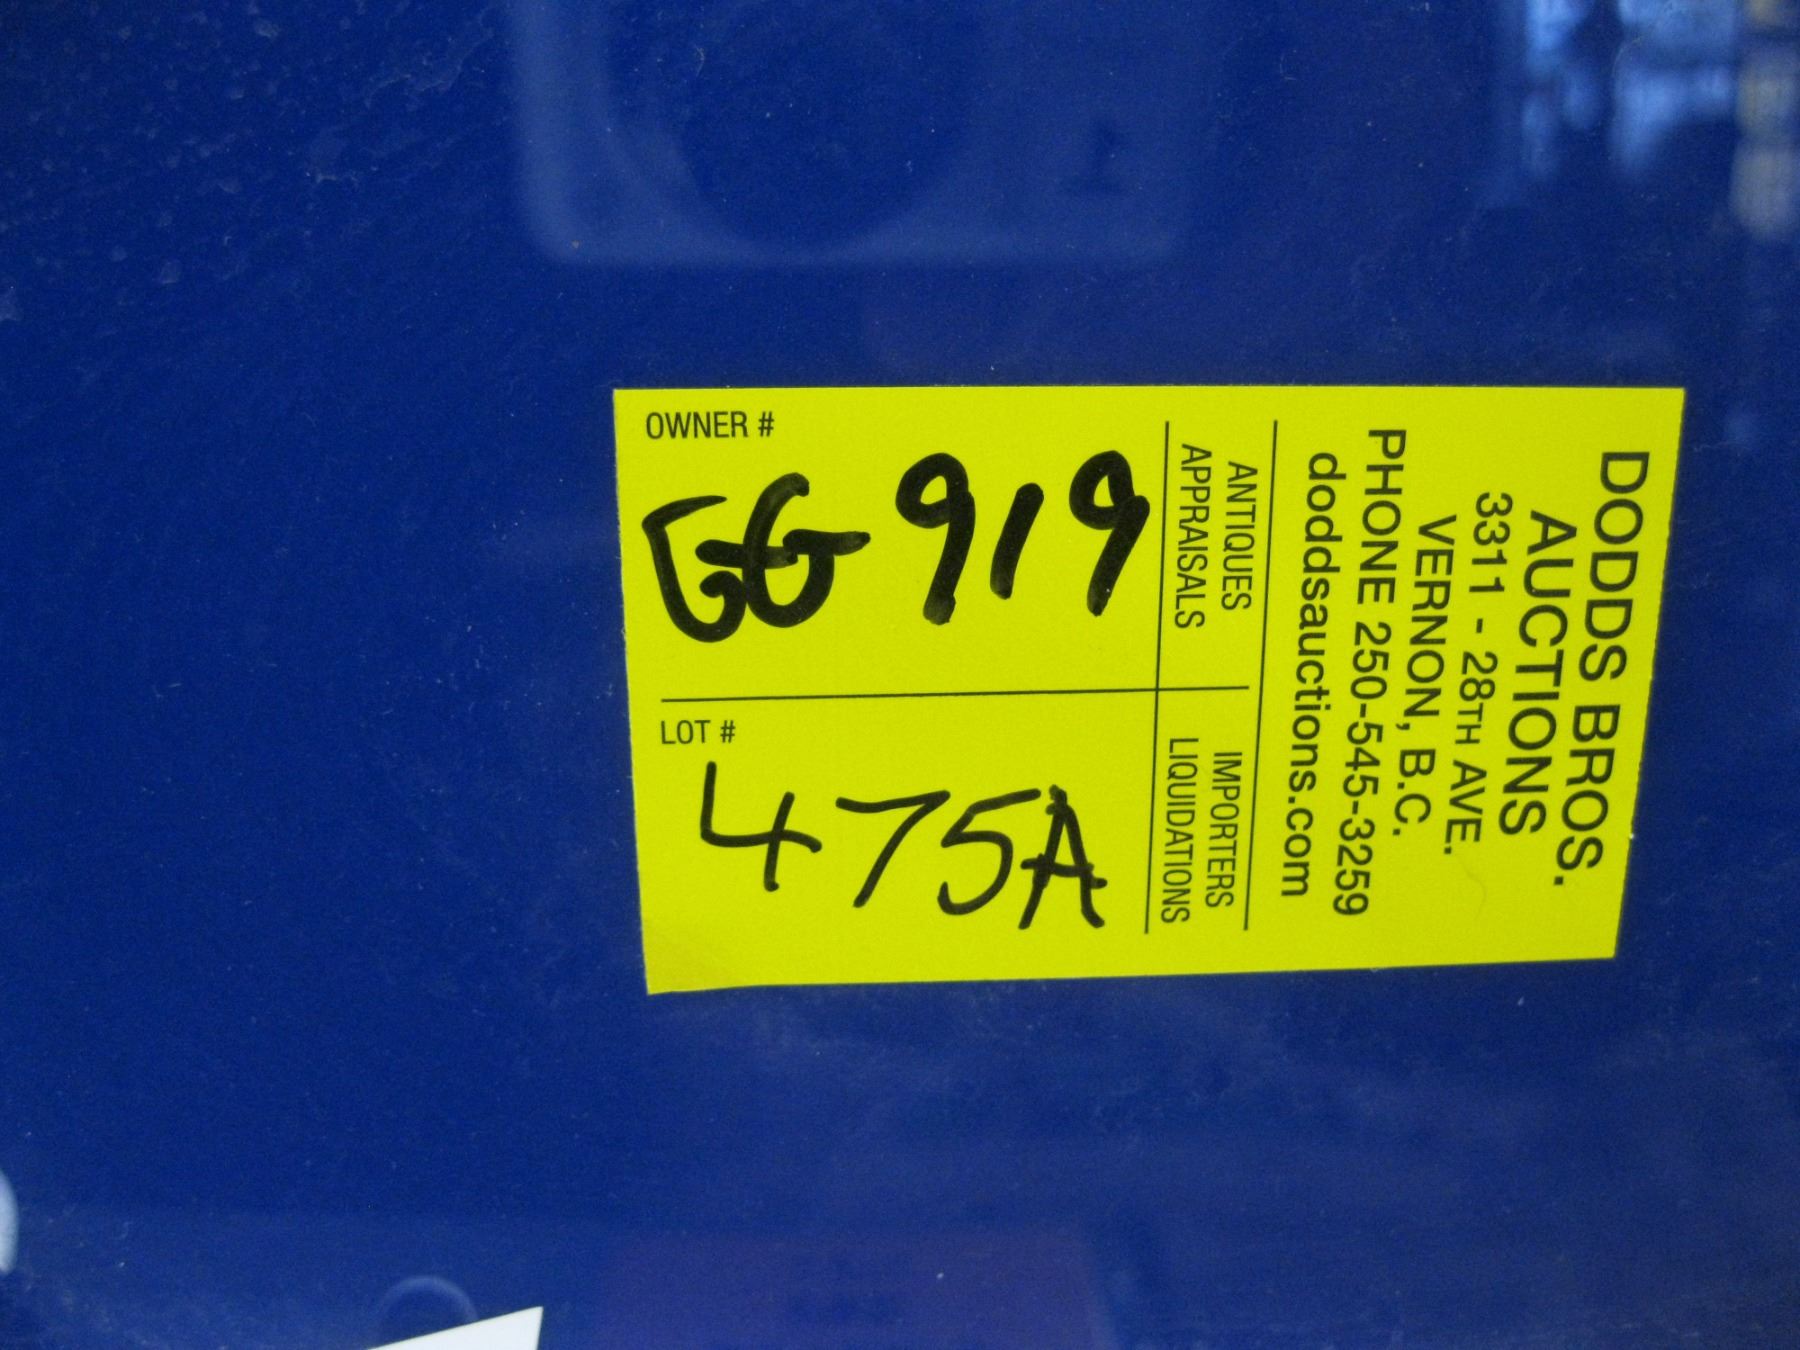 OWNER #
GG 919
LOT #
475A
ANTIQUES
APPRAISALS
IMPORTERS
LIQUIDATIONS
DODDS BROS.
AUCTIONS
3311 - 28TH AVE.
VERNON, B.C.
PHONE 250-545-3259
doddsauctions.com